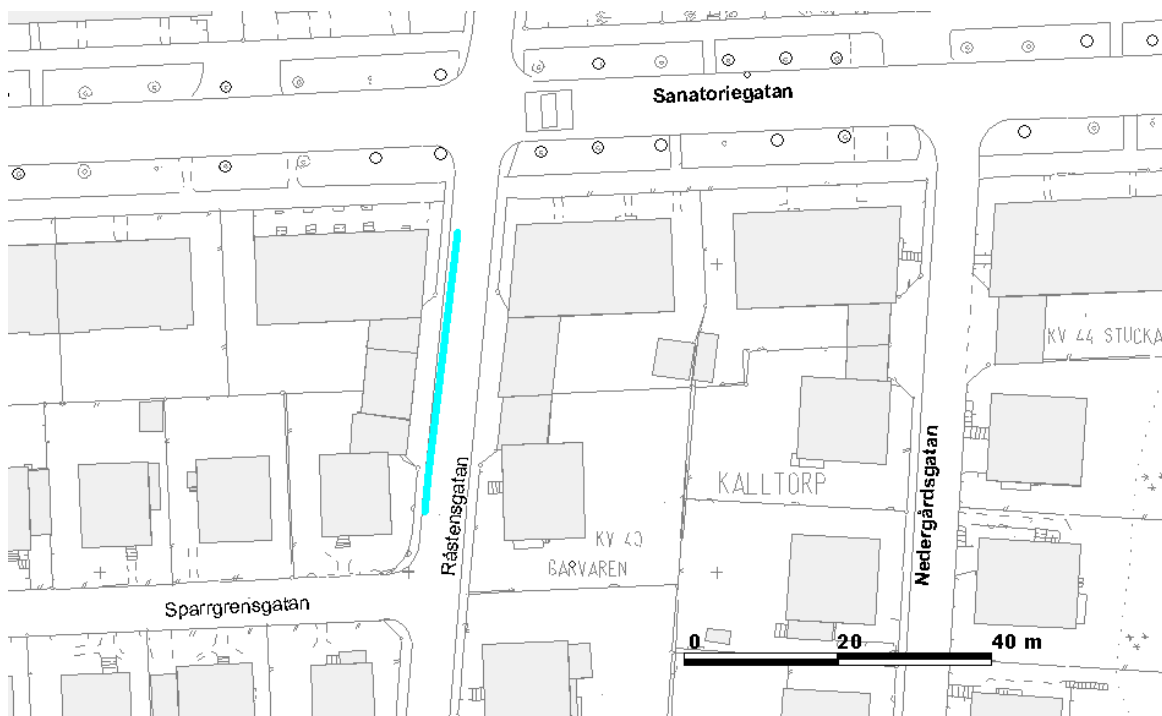 Sanatoriegatan
KV 44 STUCKA
KALLTORP
Nedergårdsgatan
Råstensgatan
KV 43
GARVAREN
Sparrgrensgatan
0 20 40 m